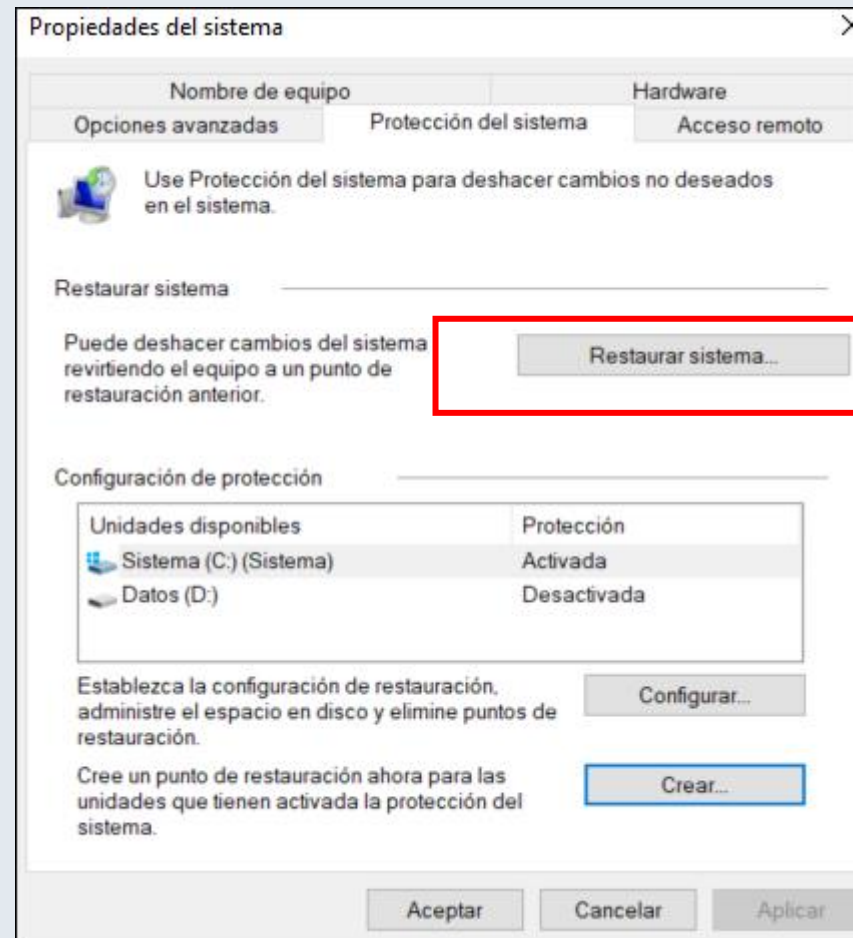 Propiedades del sistema
Nombre de equipo
Hardware
Opciones avanzadas
Protección del sistema
Acceso remoto
Use Protección del sistema para deshacer cambios no deseados
en el sistema.
Restaurar sistema
Puede deshacer cambios del sistema
revirtiendo el equipo a un punto de
restauración anterior.
Restaurar sistema...
Configuración de protección
Unidades disponibles
Protección
Sistema (C:) (Sistema)
Activada
Datos (D:)
Desactivada
Establezca la configuración de restauración,
administre el espacio en disco y elimine puntos de
restauración.
Configurar...
Cree un punto de restauración ahora para las
unidades que tienen activada la protección del
sistema.
Crear...
Aceptar
Cancelar
Aplicar